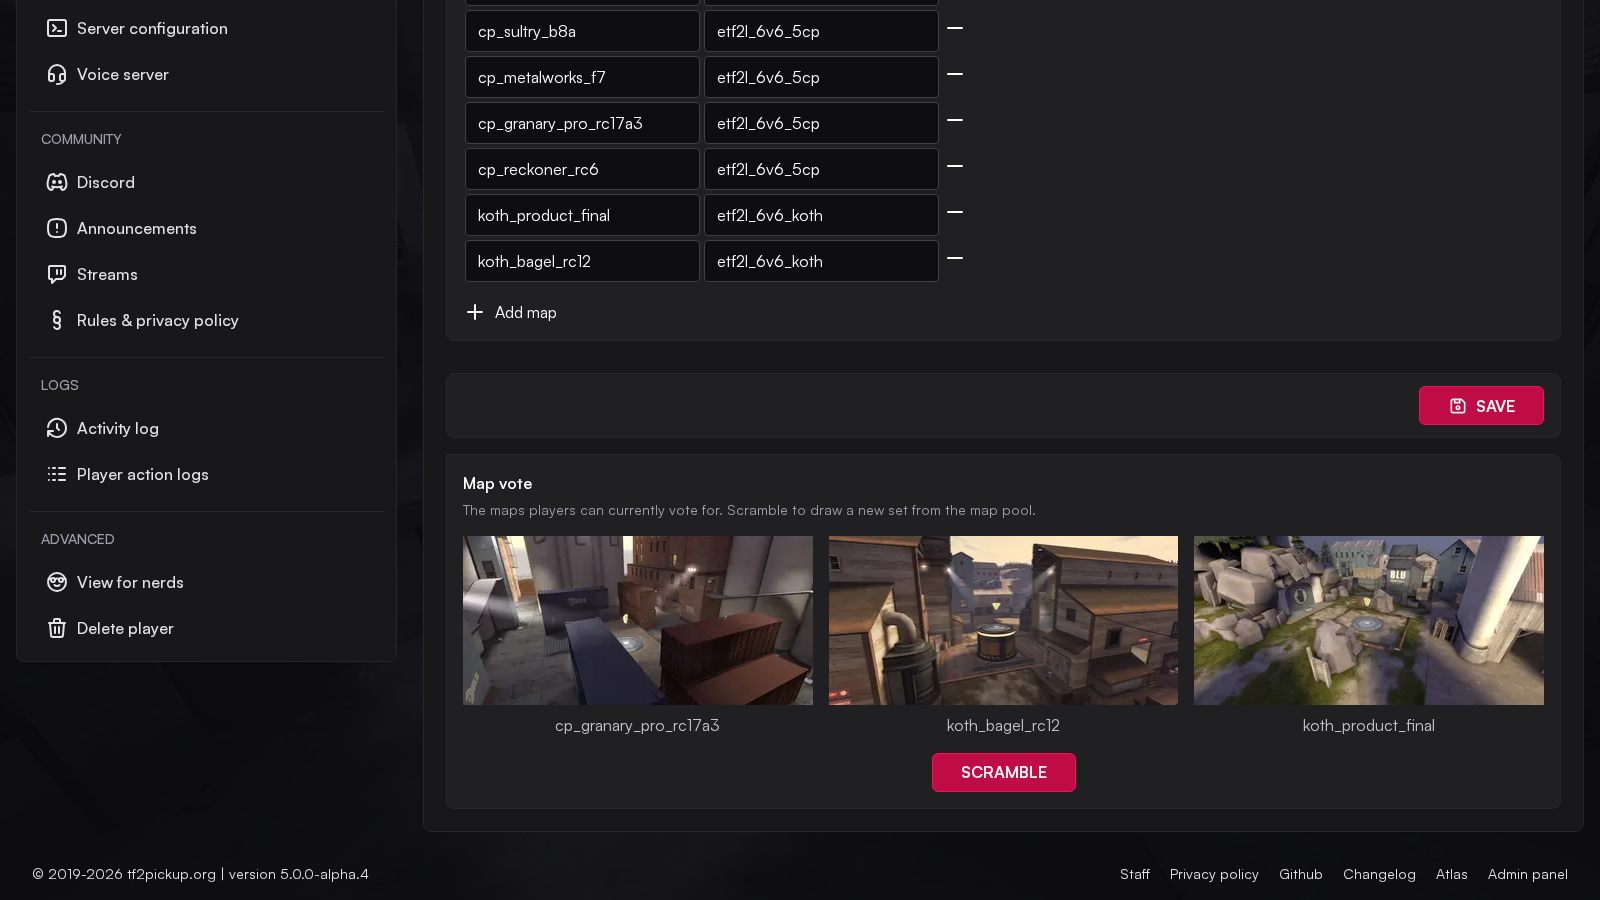 Server configuration
Voice server
COMMUNITY
Discord
Announcements
Streams
Rules & privacy policy
LOGS
Activity log
Player action logs
ADVANCED
View for nerds
Delete player
cp_sultry_b8a etf2l_6v6_5cp
cp_metalworks_f7 etf2l_6v6_5cp
cp_granary_pro_rc17a3 etf2l_6v6_5cp
cp_reckoner_rc6 etf2l_6v6_5cp
koth_product_final etf2l_6v6_koth
koth_bagel_rc12 etf2l_6v6_koth
Add map
SAVE
Map vote
The maps players can currently vote for. Scramble to draw a new set from the map pool.
BLU
cp_granary_pro_rc17a3 koth_bagel_rc12 koth_product_final
SCRAMBLE
© 2019-2026 tf2pickup.org | version 5.0.0-alpha.4
Staff Privacy policy Github Changelog Atlas Admin panel